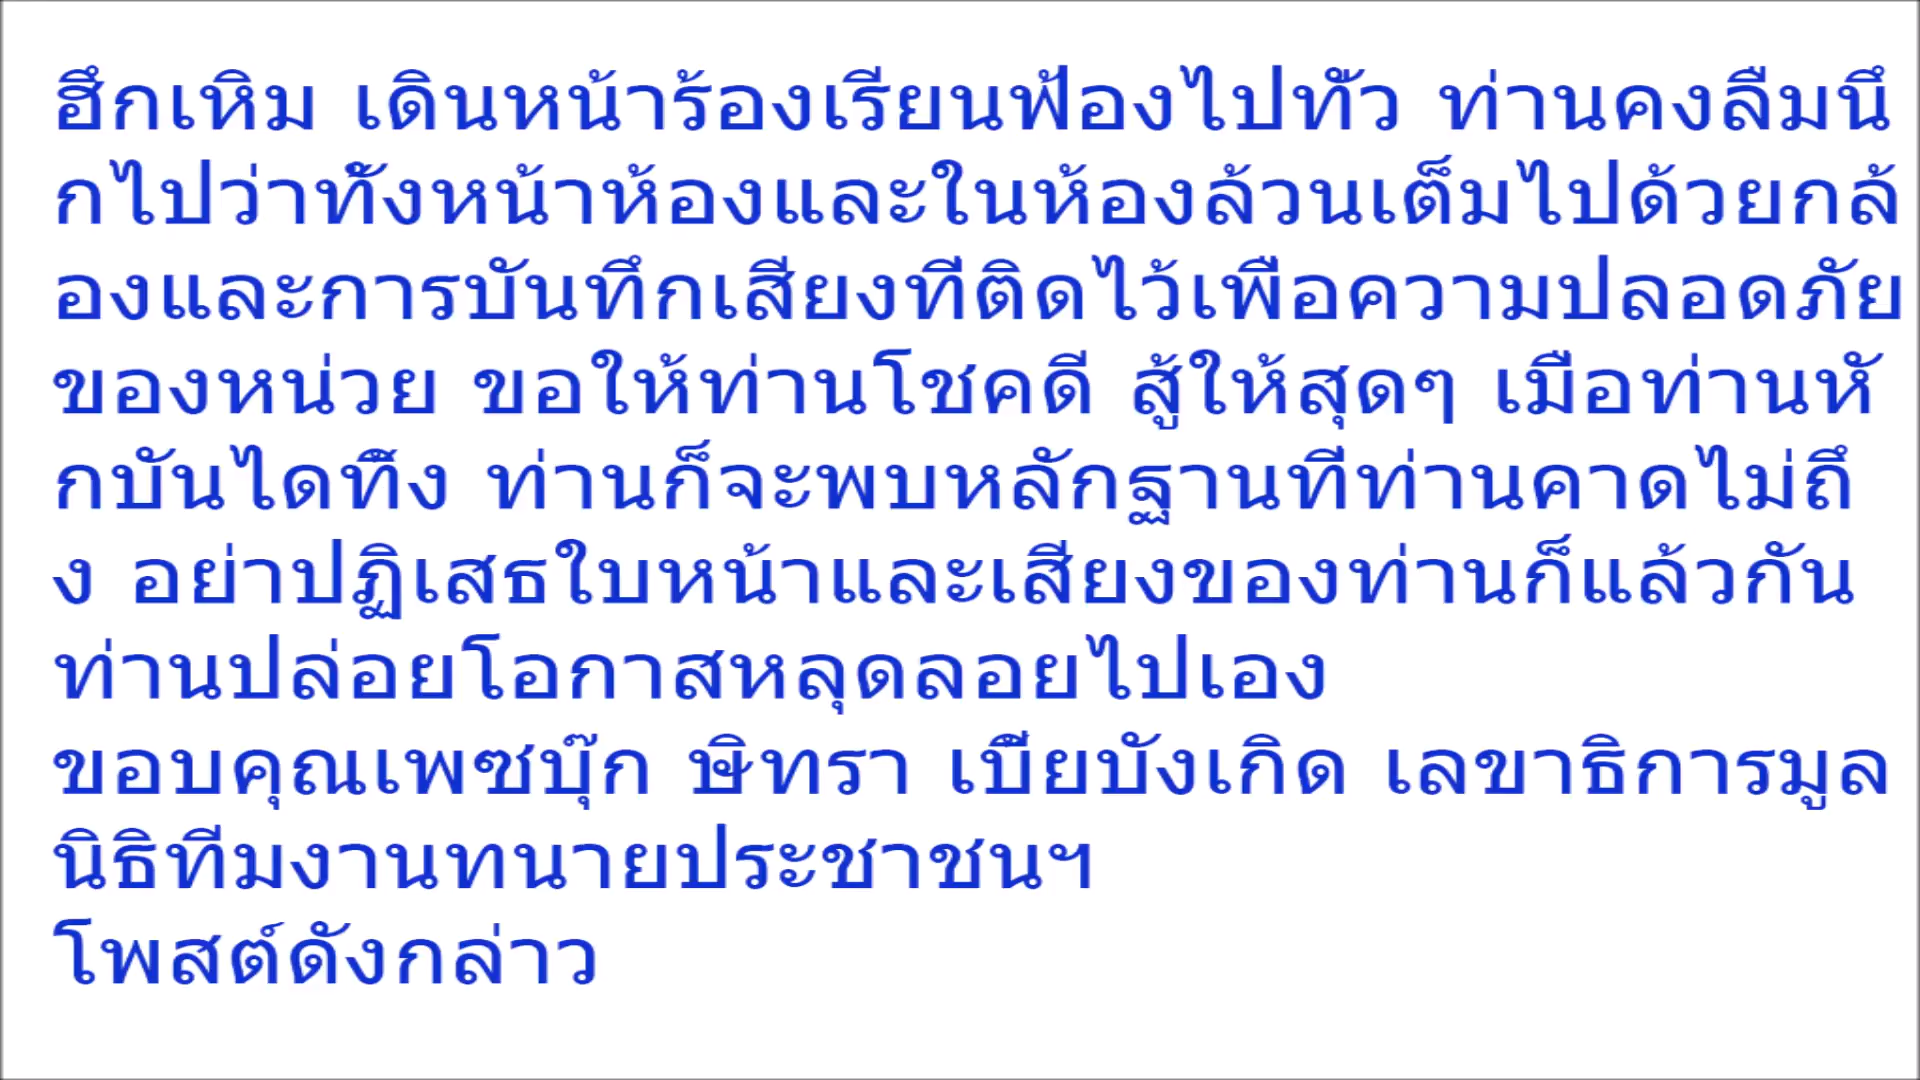 ฮึกเหิม เดินหน้าร้องเรียนฟ้องไปทั่ว ท่านคงลืมนึ
กไปว่าทั้งหน้าห้องและในห้องล้วนเต็มไปด้วยกล้
องและการบันทึกเสียงที่ติดไว้เพื่อความปลอดภัย
ของหน่วย ขอให้ท่านโชคดี สู้ให้สุดๆ เมื่อท่านหั
กบันไดทิ้ง ท่านก็จะพบหลักฐานที่ท่านคาดไม่ถึ
ง อย่าปฏิเสธใบหน้าและเสียงของท่านก็แล้วกัน
ท่านปล่อยโอกาสหลุดลอยไปเอง
ขอบคุณเพซบุ๊ก ษิทรา เบี้ยบังเกิด เลขาธิการมูล
นิธิทีมงานทนายประชาชนฯ
โพสต์ดังกล่าว